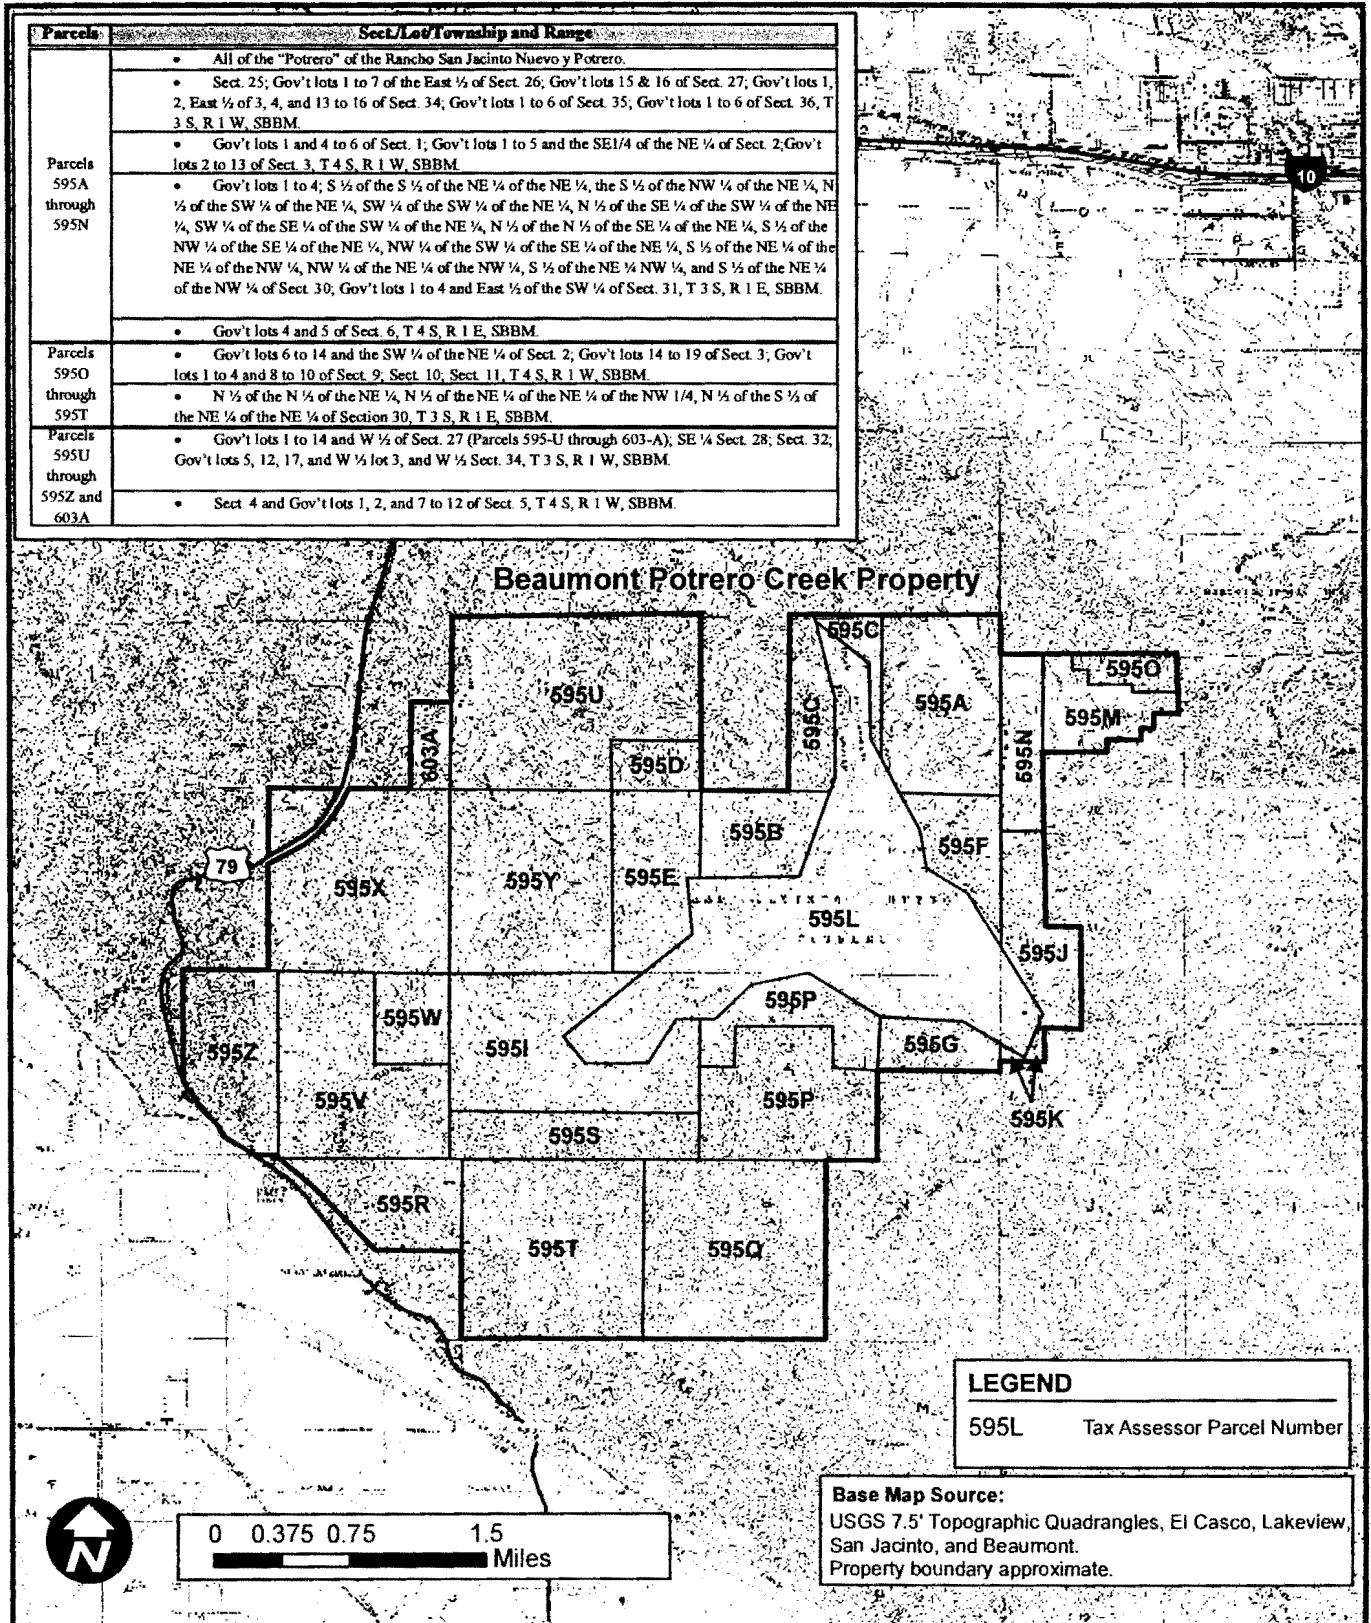 Parcels
Sect./Lot/Township and Range
Parcels
595A
through
595N
• All of the "Potrero" of the Rancho San Jacinto Nuevo y Potrero.
• Sect. 25; Gov't lots 1 to 7 of the East ½ of Sect. 26; Gov't lots 15 & 16 of Sect. 27; Gov't lots 1,
2, East ½ of 3, 4, and 13 to 16 of Sect. 34; Gov't lots 1 to 6 of Sect. 35; Gov't lots 1 to 6 of Sect. 36, T
3 S, R 1 W, SBBM.
• Gov't lots 1 and 4 to 6 of Sect. 1; Gov't lots 1 to 5 and the SE1/4 of the NE ¼ of Sect. 2;Gov't
lots 2 to 13 of Sect. 3, T 4 S, R 1 W, SBBM.
• Gov't lots 1 to 4; S ½ of the S ½ of the NE ¼ of the NE ¼, the S ½ of the NW ¼ of the NE ¼, N
½ of the SW ¼ of the NE ¼, SW ¼ of the SW ¼ of the NE ¼, N ½ of the SE ¼ of the SW ¼ of the NE
¼, SW ¼ of the SE ¼ of the SW ¼ of the NE ¼, N ½ of the N ½ of the SE ¼ of the NE ¼, S ½ of the
NW ¼ of the SE ¼ of the NE ¼, NW ¼ of the SW ¼ of the SE ¼ of the NE ¼, S ½ of the NE ¼ of the
NE ¼ of the NW ¼, NW ¼ of the NE ¼ of the NW ¼, S ½ of the NE ¼ NW ¼, and S ½ of the NE ¼
of the NW ¼ of Sect. 30; Gov't lots 1 to 4 and East ½ of the SW ¼ of Sect. 31, T 3 S, R 1 E, SBBM.
• Gov't lots 4 and 5 of Sect. 6, T 4 S, R 1 E, SBBM.
Parcels
595O
through
595T
• Gov't lots 6 to 14 and the SW ¼ of the NE ¼ of Sect. 2; Gov't lots 14 to 19 of Sect. 3; Gov't
lots 1 to 4 and 8 to 10 of Sect. 9; Sect. 10; Sect. 11, T 4 S, R 1 W, SBBM.
• N ½ of the N ½ of the NE ¼, N ½ of the NE ¼ of the NE ¼ of the NW 1/4, N ½ of the S ½ of
the NE ¼ of the NE ¼ of Section 30, T 3 S, R 1 E, SBBM.
Parcels
595U
through
595Z and
603A
• Gov't lots 1 to 14 and W ½ of Sect. 27 (Parcels 595-U through 603-A); SE ¼ Sect. 28; Sect. 32;
Gov't lots 5, 12, 17, and W ½ lot 3, and W ½ Sect. 34, T 3 S, R 1 W, SBBM.
• Sect 4 and Gov't lots 1, 2, and 7 to 12 of Sect. 5, T 4 S, R 1 W, SBBM.
10
Beaumont Potrero Creek Property
595C
595O
595U
595A
595M
595C
603A
595N
595D
595B
595F
79
595X
595Y
595E
595L
595J
595P
595W
595I
595G
595Z
595V
595P
595K
595S
595R
595T
595Q
LEGEND
595L Tax Assessor Parcel Number
Base Map Source:
USGS 7.5' Topographic Quadrangles, El Casco, Lakeview,
San Jacinto, and Beaumont.
Property boundary approximate.
N
0 0.375 0.75 1.5
Miles